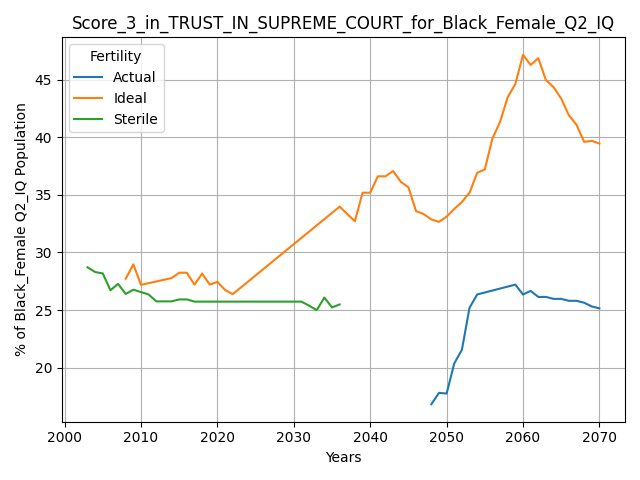 Score_3_in_TRUST_IN_SUPREME_COURT_for_Black_Female_Q2_IQ
Fertility
Actual
Ideal
Sterile
% of Black_Female Q2_IQ Population
45
40
35
30
25
20
2000 2010 2020 2030 2040 2050 2060 2070
Years